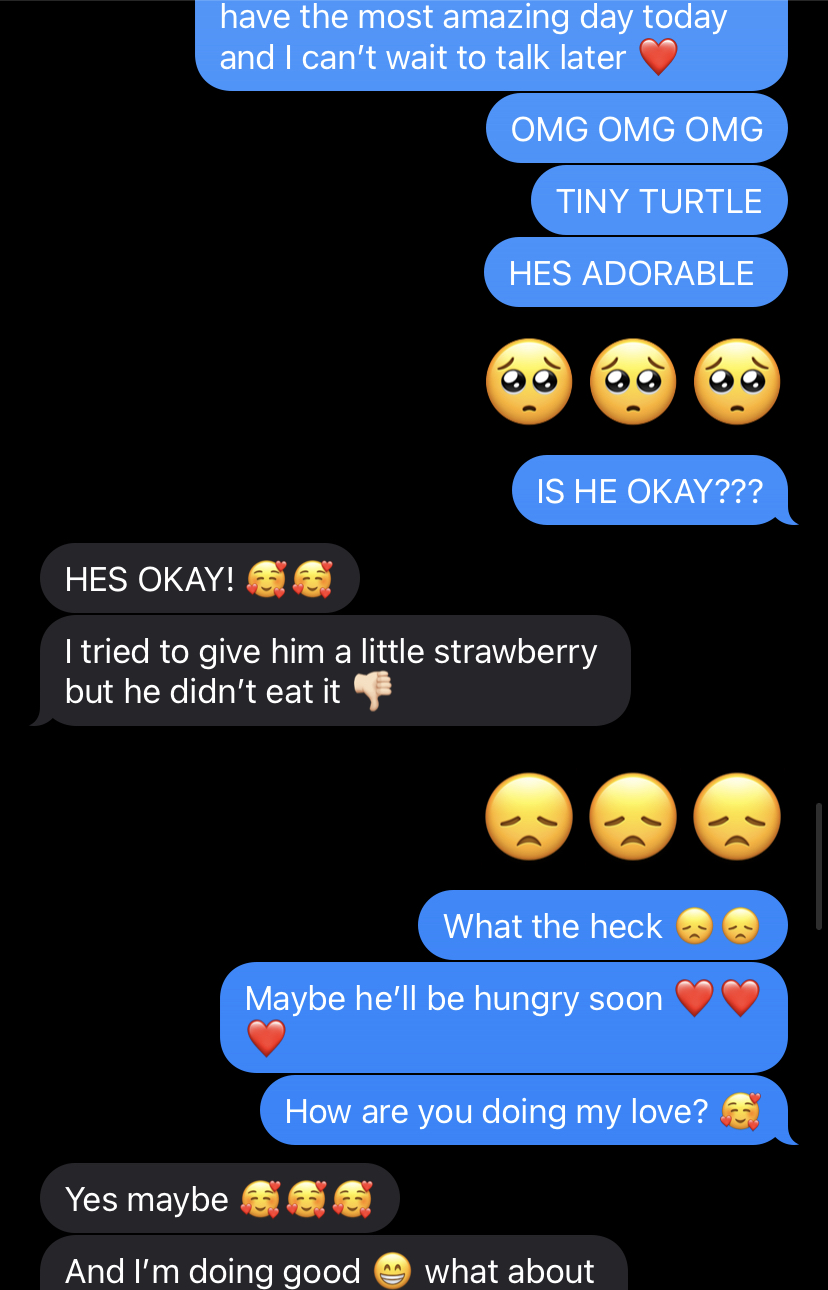 have the most amazing day today
and I can't wait to talk later ❤️
OMG OMG OMG
TINY TURTLE
HES ADORABLE
🥺🥺🥺
IS HE OKAY???
HES OKAY! 🥰🥰
I tried to give him a little strawberry
but he didn't eat it 👎🏻
😞😞😞
What the heck 😞😞
Maybe he'll be hungry soon ❤️❤️
❤️
How are you doing my love? 🥰
Yes maybe 🥰🥰🥰
And I'm doing good 😁 what about